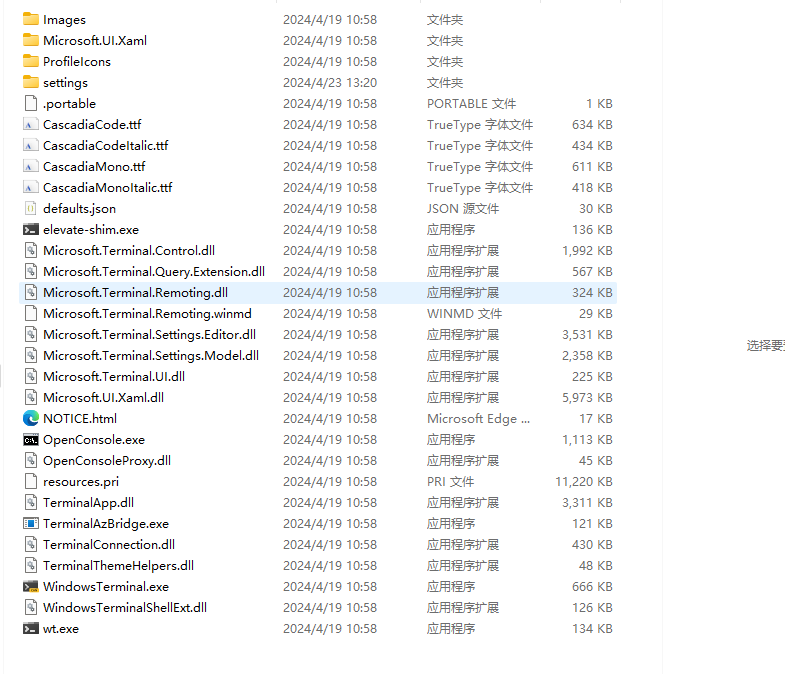 Images 2024/4/19 10:58 文件夹
Microsoft.UI.Xaml 2024/4/19 10:58 文件夹
ProfileIcons 2024/4/19 10:58 文件夹
settings 2024/4/23 13:20 文件夹
.portable 2024/4/19 10:58 PORTABLE 文件 1 KB
CascadiaCode.ttf 2024/4/19 10:58 TrueType 字体文件 634 KB
CascadiaCodeItalic.ttf 2024/4/19 10:58 TrueType 字体文件 434 KB
CascadiaMono.ttf 2024/4/19 10:58 TrueType 字体文件 611 KB
CascadiaMonoItalic.ttf 2024/4/19 10:58 TrueType 字体文件 418 KB
defaults.json 2024/4/19 10:58 JSON 源文件 30 KB
elevate-shim.exe 2024/4/19 10:58 应用程序 136 KB
Microsoft.Terminal.Control.dll 2024/4/19 10:58 应用程序扩展 1,992 KB
Microsoft.Terminal.Query.Extension.dll 2024/4/19 10:58 应用程序扩展 567 KB
Microsoft.Terminal.Remoting.dll 2024/4/19 10:58 应用程序扩展 324 KB
Microsoft.Terminal.Remoting.winmd 2024/4/19 10:58 WINMD 文件 29 KB
Microsoft.Terminal.Settings.Editor.dll 2024/4/19 10:58 应用程序扩展 3,531 KB
Microsoft.Terminal.Settings.Model.dll 2024/4/19 10:58 应用程序扩展 2,358 KB
选择要
Microsoft.Terminal.UI.dll 2024/4/19 10:58 应用程序扩展 225 KB
Microsoft.UI.Xaml.dll 2024/4/19 10:58 应用程序扩展 5,973 KB
NOTICE.html 2024/4/19 10:58 Microsoft Edge ... 17 KB
OpenConsole.exe 2024/4/19 10:58 应用程序 1,113 KB
OpenConsoleProxy.dll 2024/4/19 10:58 应用程序扩展 45 KB
resources.pri 2024/4/19 10:58 PRI 文件 11,220 KB
TerminalApp.dll 2024/4/19 10:58 应用程序扩展 3,311 KB
TerminalAzBridge.exe 2024/4/19 10:58 应用程序 121 KB
TerminalConnection.dll 2024/4/19 10:58 应用程序扩展 430 KB
TerminalThemeHelpers.dll 2024/4/19 10:58 应用程序扩展 48 KB
WindowsTerminal.exe 2024/4/19 10:58 应用程序 666 KB
WindowsTerminalShellExt.dll 2024/4/19 10:58 应用程序扩展 126 KB
wt.exe 2024/4/19 10:58 应用程序 134 KB